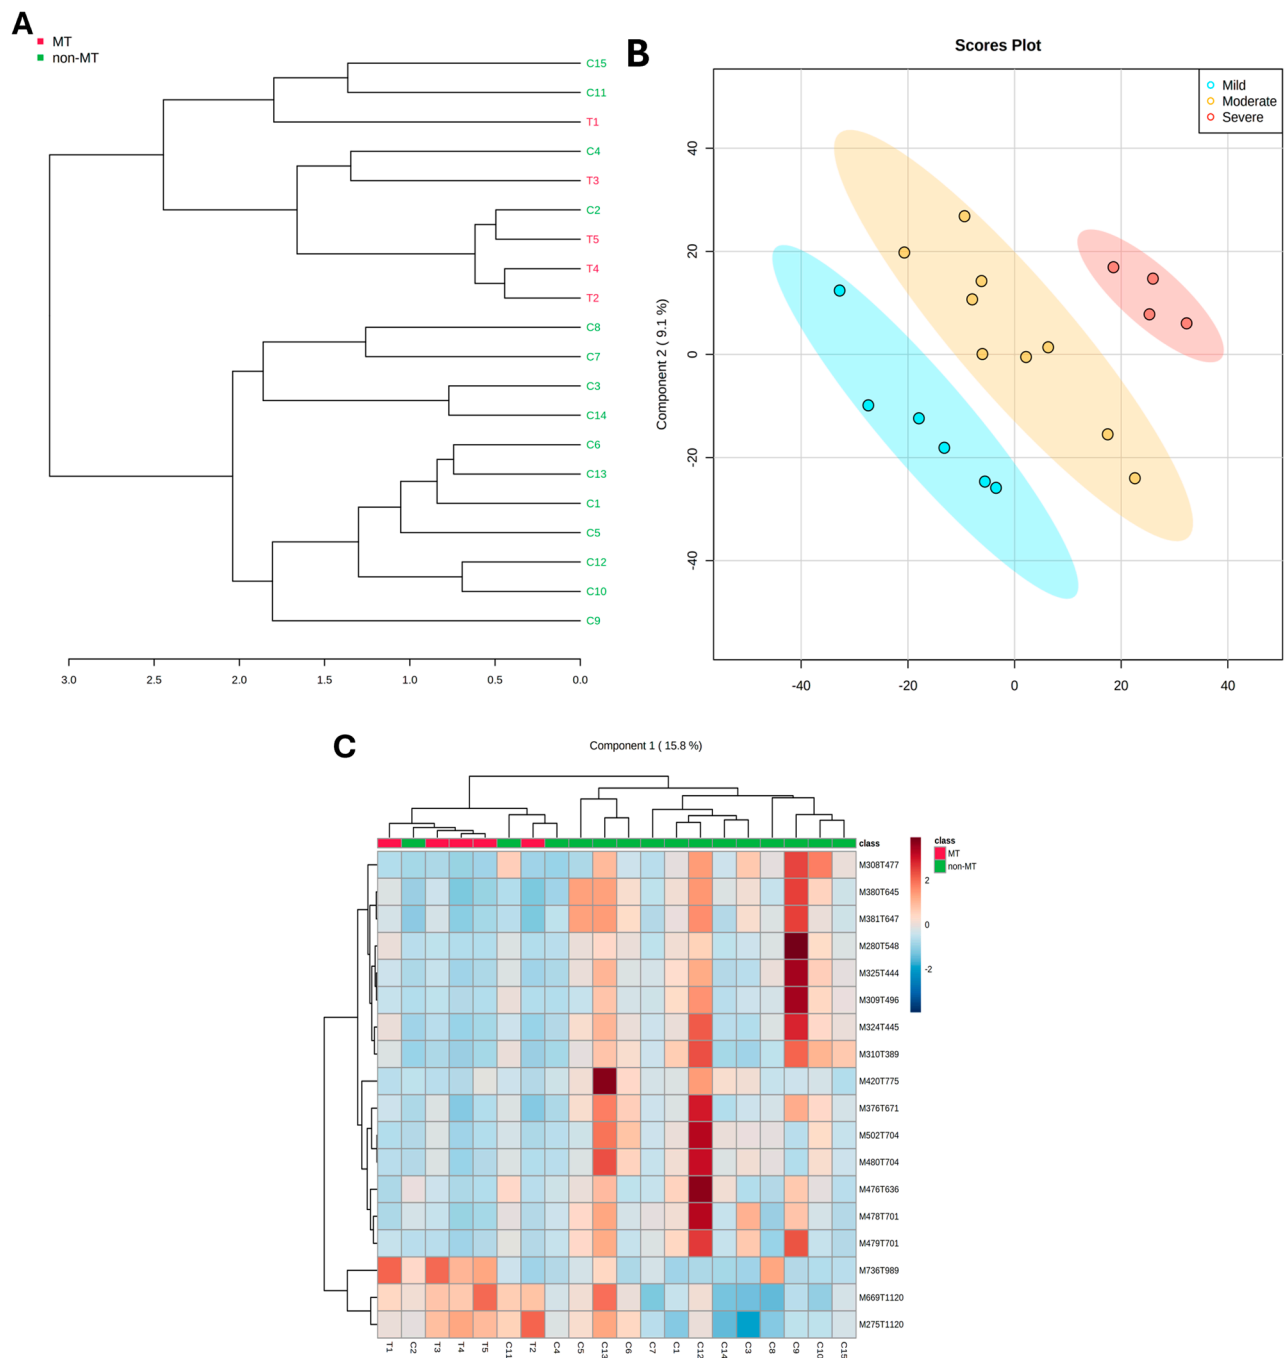 A
MT
non-MT
C15
C11
T1
C4
T3
C2
T5
T4
T2
C8
C7
C3
C14
C6
C13
C1
C5
C12
C10
C9
3.0 2.5 2.0 1.5 1.0 0.5 0.0
B
Scores Plot
Mild
Moderate
Severe
Component 2 ( 9.1 %)
40
20
0
-20
-40
-40 -20 0 20 40
Component 1 ( 15.8 %)
C
class
M308T477
M380T645
M381T647
M280T548
M325T444
M309T496
M324T445
M310T389
M420T775
M376T671
M502T704
M480T704
M476T636
M478T701
M479T701
M736T989
M669T1120
M275T1120
T1 C2 T3 T4 T5 C11 T2 C4 C5 C13 C6 C7 C1 C12 C14 C3 C8 C9 C10 C15
2
0
-2
class
MT
non-MT